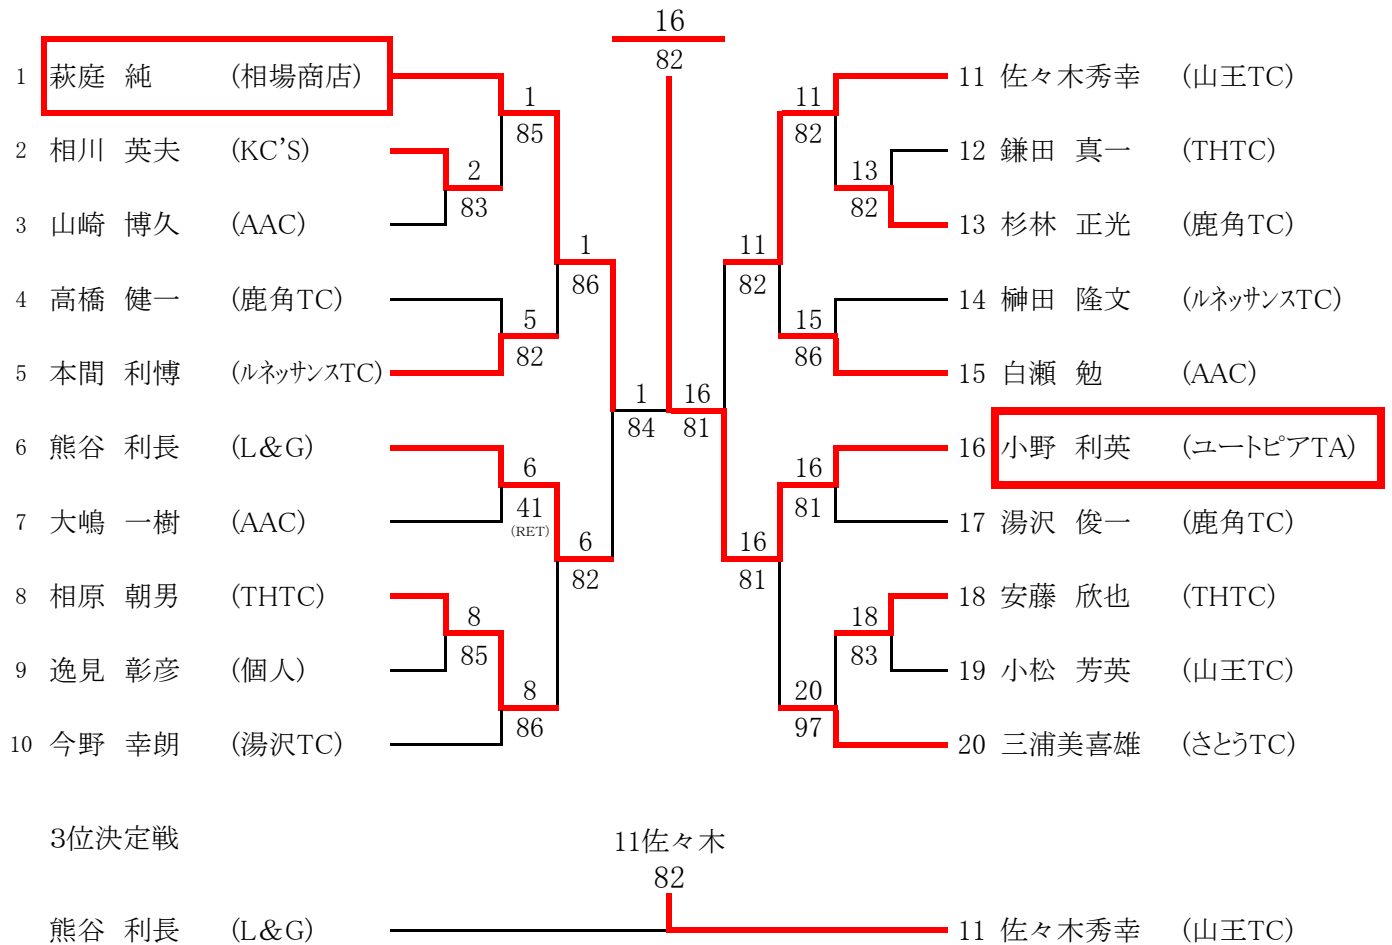 16
82
1 萩庭 純 (相場商店)
11 佐々木秀幸 (山王TC)
1
85
11
82
2 相川 英夫 (KC'S)
12 鎌田 真一 (THTC)
2
83
13
82
3 山崎 博久 (AAC)
13 杉林 正光 (鹿角TC)
1
86
11
82
4 高橋 健一 (鹿角TC)
14 榊田 隆文 (ルネッサンスTC)
5
82
15
86
5 本間 利博 (ルネッサンスTC)
15 白瀬 勉 (AAC)
1
84
16
81
6 熊谷 利長 (L&G)
16 小野 利英 (ユートピアTA)
6
41
(RET)
16
81
7 大嶋 一樹 (AAC)
17 湯沢 俊一 (鹿角TC)
6
82
16
81
8 相原 朝男 (THTC)
18 安藤 欣也 (THTC)
8
85
18
83
9 逸見 彰彦 (個人)
19 小松 芳英 (山王TC)
8
86
20
97
10 今野 幸朗 (湯沢TC)
20 三浦美喜雄 (さとうTC)
3位決定戦
11佐々木
82
熊谷 利長 (L&G)
11 佐々木秀幸 (山王TC)